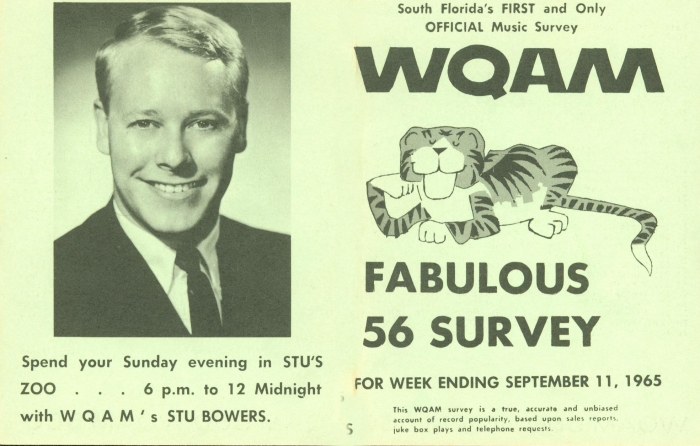 Spend your Sunday evening in STU'S
ZOO . . . 6 p.m. to 12 Midnight
with WQAM's STU BOWERS.
South Florida's FIRST and Only
OFFICIAL Music Survey
WQAM
FABULOUS
56 SURVEY
FOR WEEK ENDING SEPTEMBER 11, 1965
This WQAM survey is a true, accurate and unbiased
account of record popularity, based upon sales reports,
juke box plays and telephone requests.